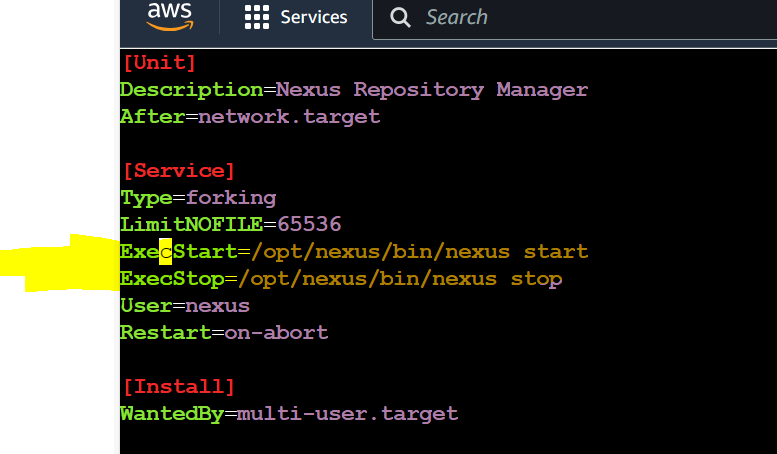 aws
Services
Search
[Unit]
Description=Nexus Repository Manager
After=network.target
[Service]
Type=forking
LimitNOFILE=65536
ExecStart=/opt/nexus/bin/nexus start
ExecStop=/opt/nexus/bin/nexus stop
User=nexus
Restart=on-abort
[Install]
WantedBy=multi-user.target